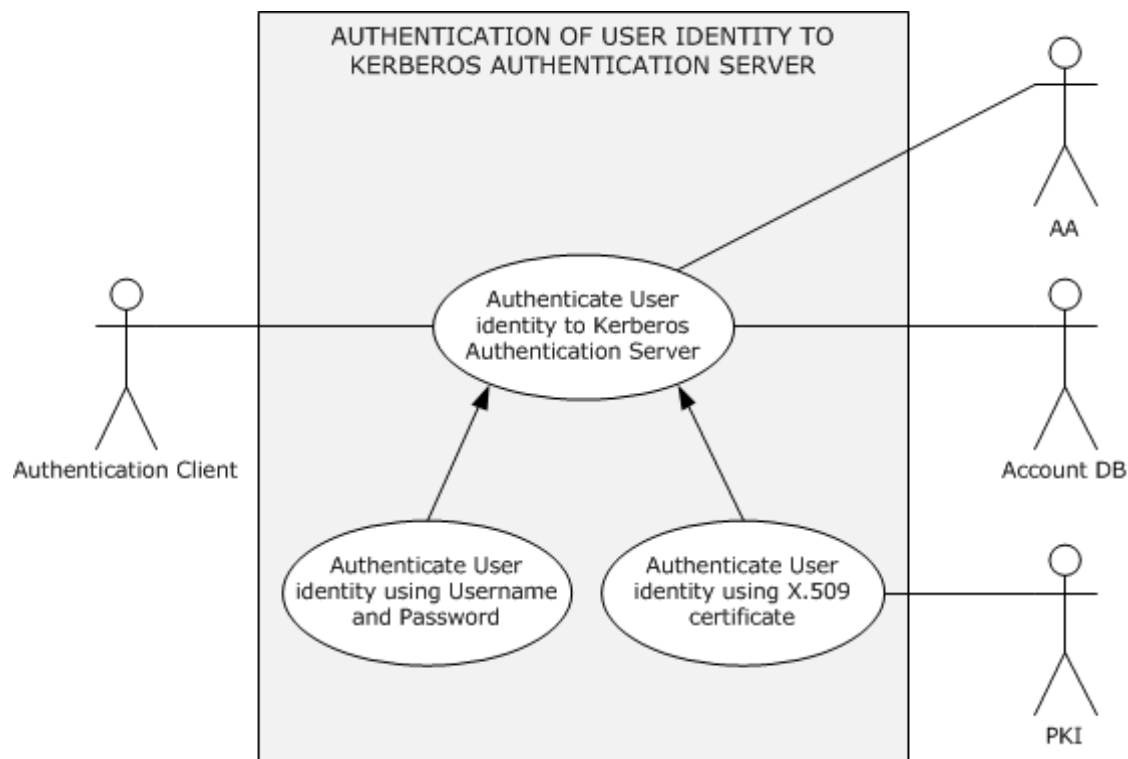 AUTHENTICATION OF USER IDENTITY TO
KERBEROS AUTHENTICATION SERVER
AA
Authenticate User
identity to Kerberos
Authentication Server
Authentication Client
Account DB
Authenticate User
identity using Username
and Password
Authenticate User
identity using X.509
certificate
PKI